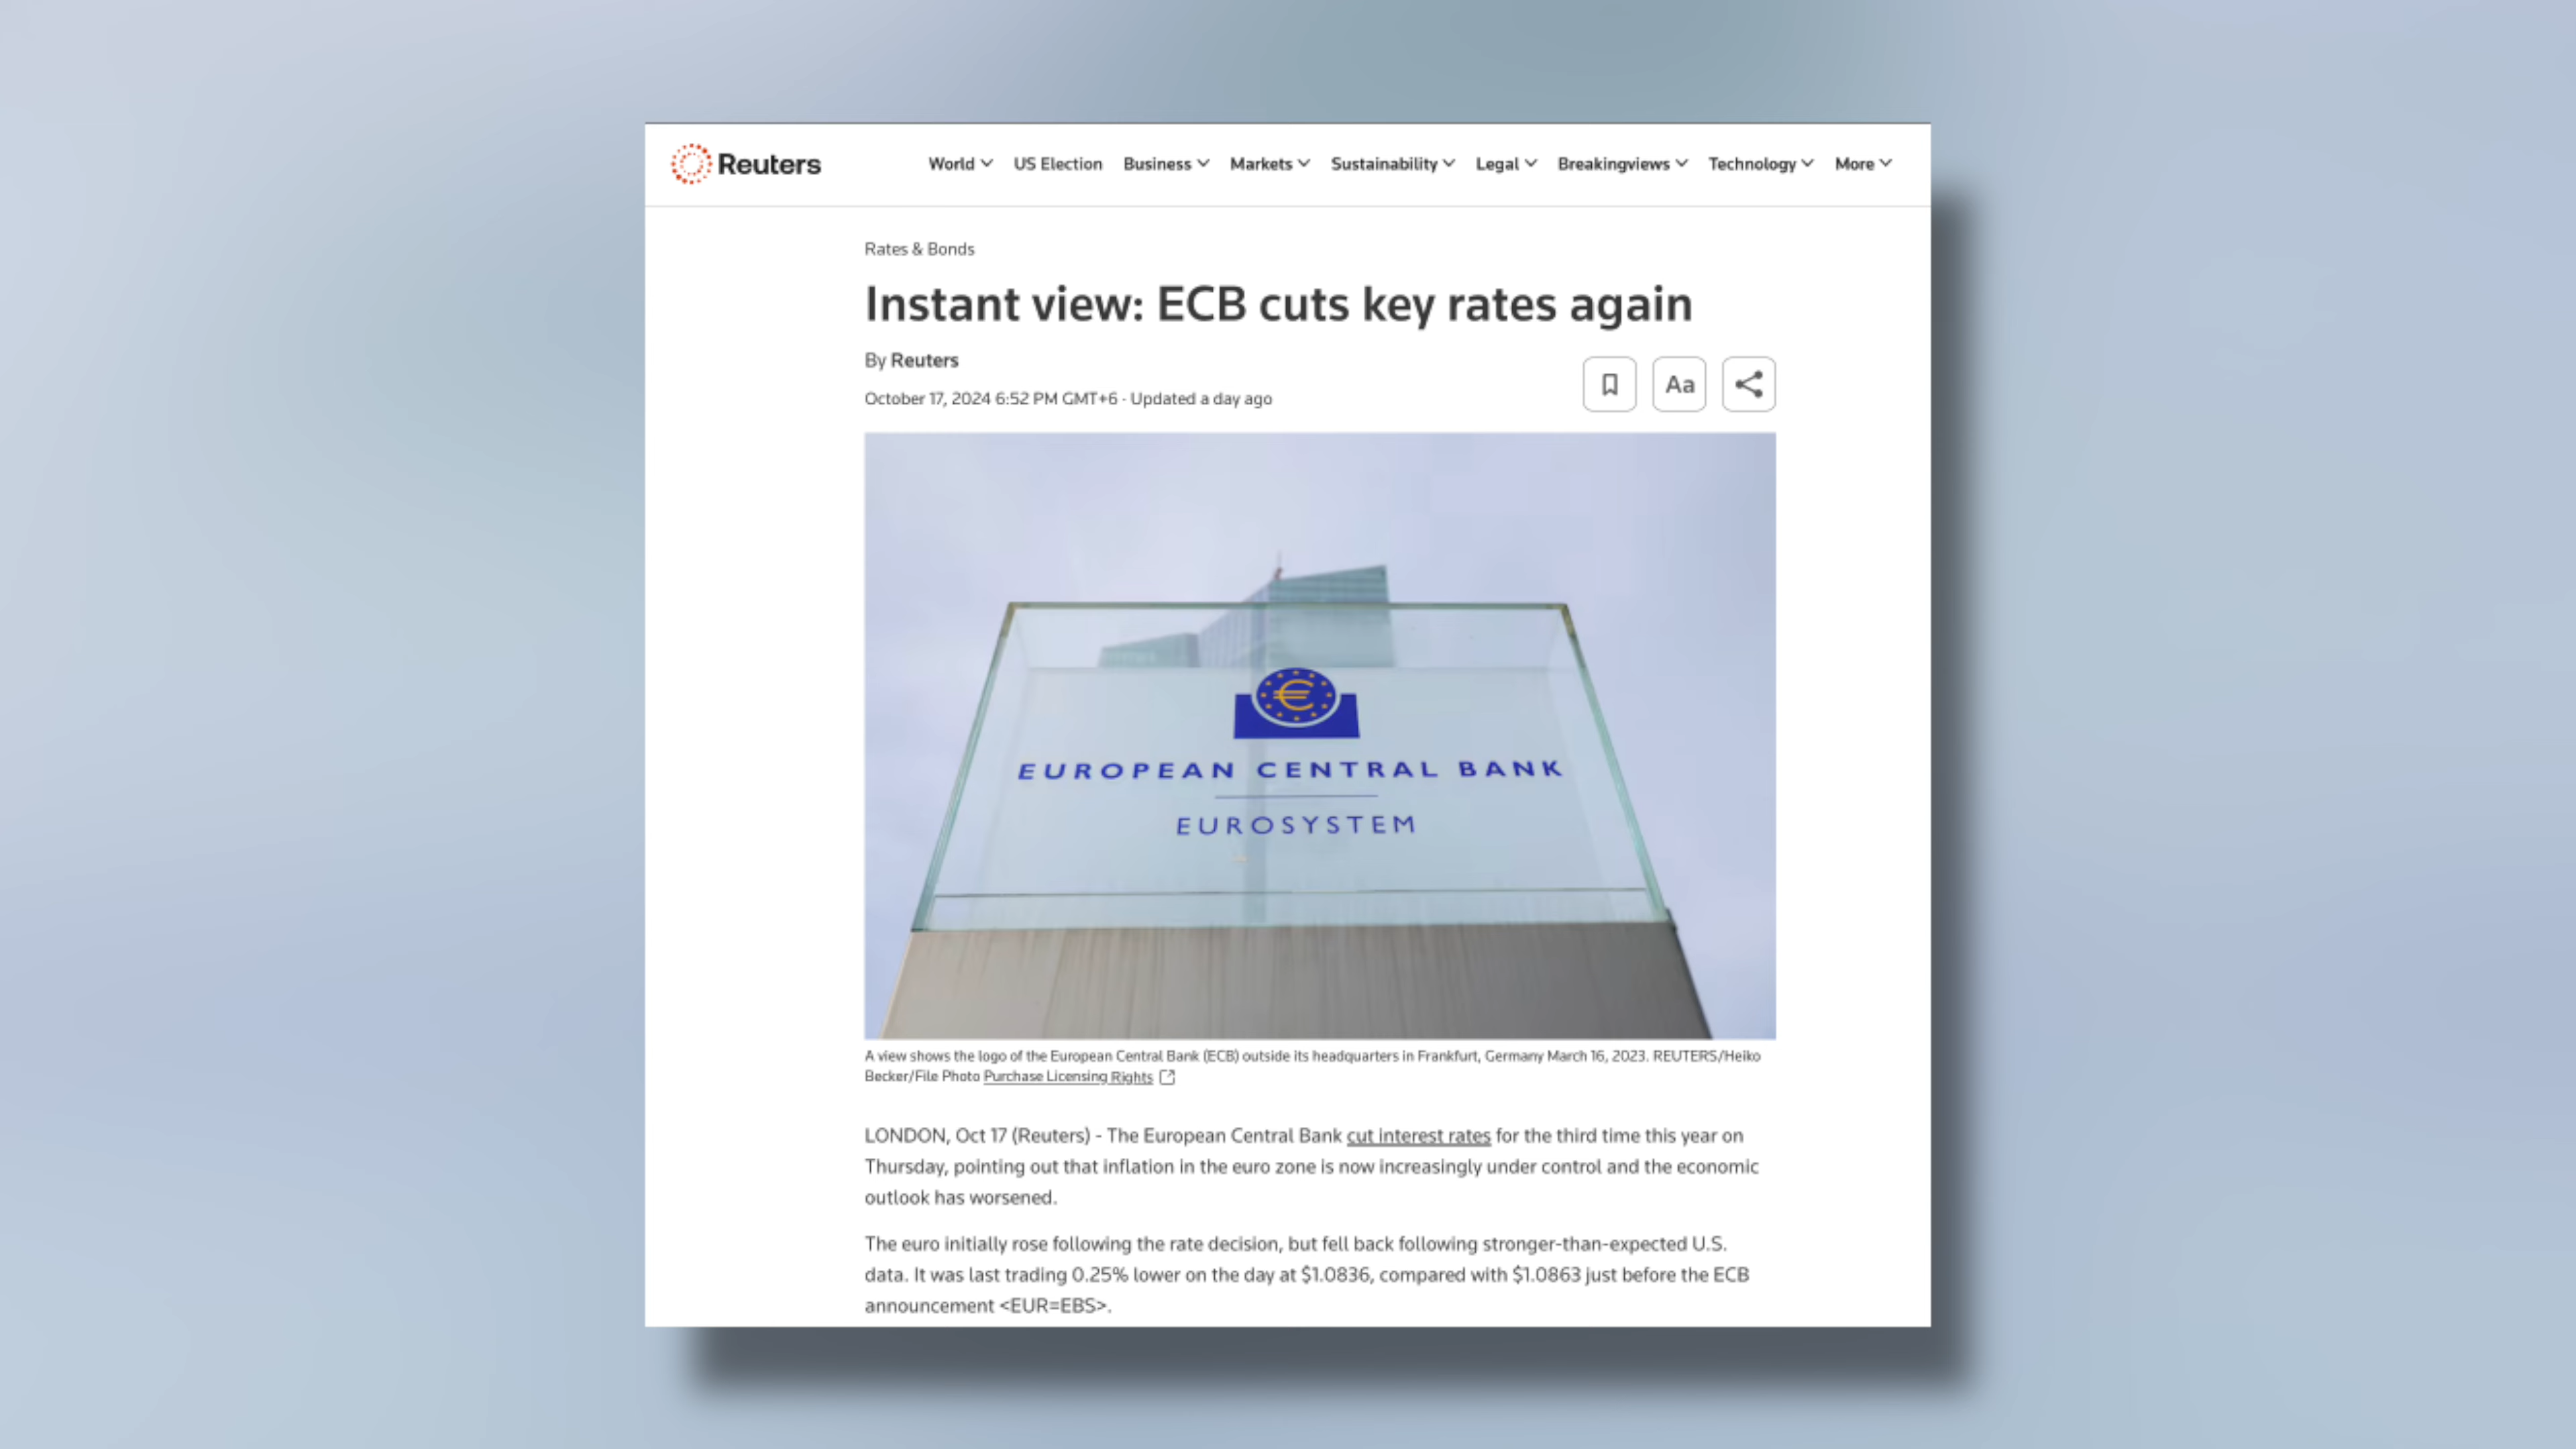 Reuters
World US Election Business Markets Sustainability Legal Breakingviews Technology More
Rates & Bonds
Instant view: ECB cuts key rates again
By Reuters
October 17, 2024 6:52 PM GMT+6 · Updated a day ago
Aa
€
EUROPEAN CENTRAL BANK
EUROSYSTEM
A view shows the logo of the European Central Bank (ECB) outside its headquarters in Frankfurt, Germany March 16, 2023. REUTERS/Heiko
Becker/File Photo Purchase Licensing Rights
LONDON, Oct 17 (Reuters) - The European Central Bank cut interest rates for the third time this year on
Thursday, pointing out that inflation in the euro zone is now increasingly under control and the economic
outlook has worsened.
The euro initially rose following the rate decision, but fell back following stronger-than-expected U.S.
data. It was last trading 0.25% lower on the day at $1.0836, compared with $1.0863 just before the ECB
announcement <EUR=EBS>.